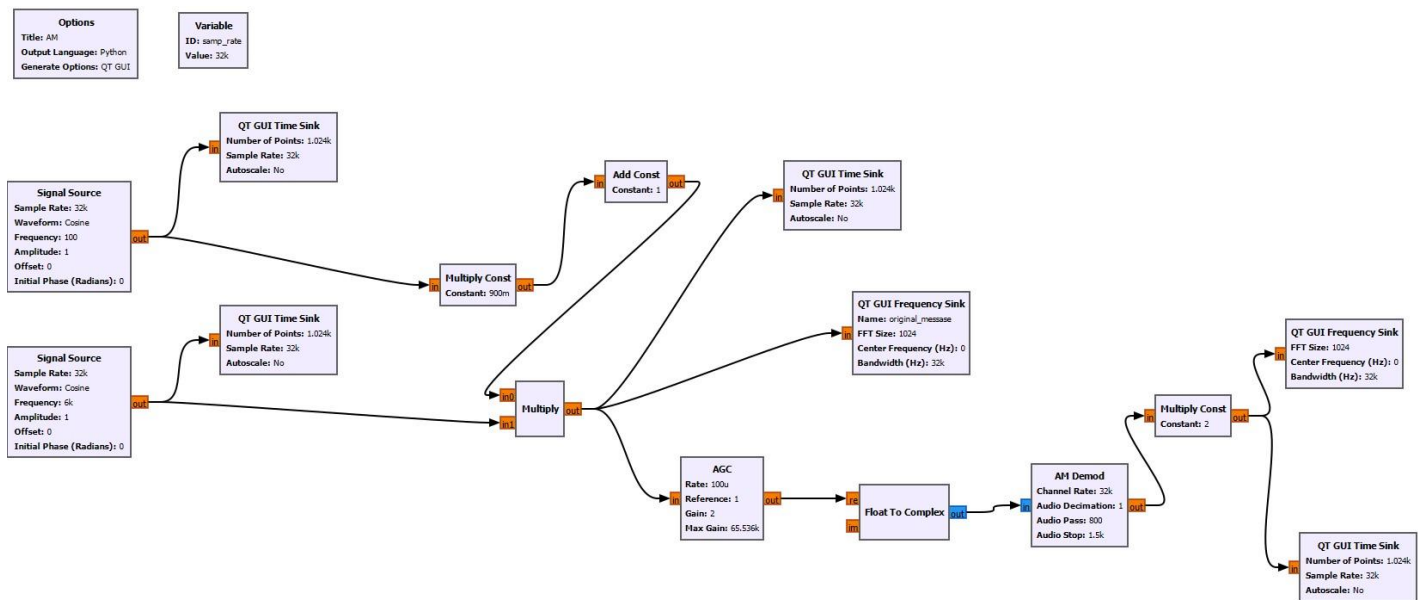 Options
Title: AM
Output Language: Python
Generate Options: QT GUI
Variable
ID: samp_rate
Value: 32k
QT GUI Time Sink
Number of Points: 1.024k
Sample Rate: 32k
Autoscale: No
in
Signal Source
Sample Rate: 32k
Waveform: Cosine
Frequency: 100
Amplitude: 1
Offset: 0
Initial Phase (Radians): 0
out
Add Const
Constant: 1
in
out
QT GUI Time Sink
Number of Points: 1.024k
Sample Rate: 32k
Autoscale: No
in
Multiply Const
Constant: 900m
in
out
QT GUI Time Sink
Number of Points: 1.024k
Sample Rate: 32k
Autoscale: No
in
Signal Source
Sample Rate: 32k
Waveform: Cosine
Frequency: 6k
Amplitude: 1
Offset: 0
Initial Phase (Radians): 0
out
QT GUI Frequency Sink
Name: original_messase
FFT Size: 1024
Center Frequency (Hz): 0
Bandwidth (Hz): 32k
in
in0
in1
Multiply
out
QT GUI Frequency Sink
FFT Size: 1024
Center Frequency (Hz): 0
Bandwidth (Hz): 32k
in
Multiply Const
Constant: 2
in
out
AGC
Rate: 100u
Reference: 1
Gain: 2
Max Gain: 65.536k
in
out
re
im
Float To Complex
out
AM Demod
Channel Rate: 32k
Audio Decimation: 1
Audio Pass: 800
Audio Stop: 1.5k
in
out
QT GUI Time Sink
Number of Points: 1.024k
Sample Rate: 32k
Autoscale: No
in